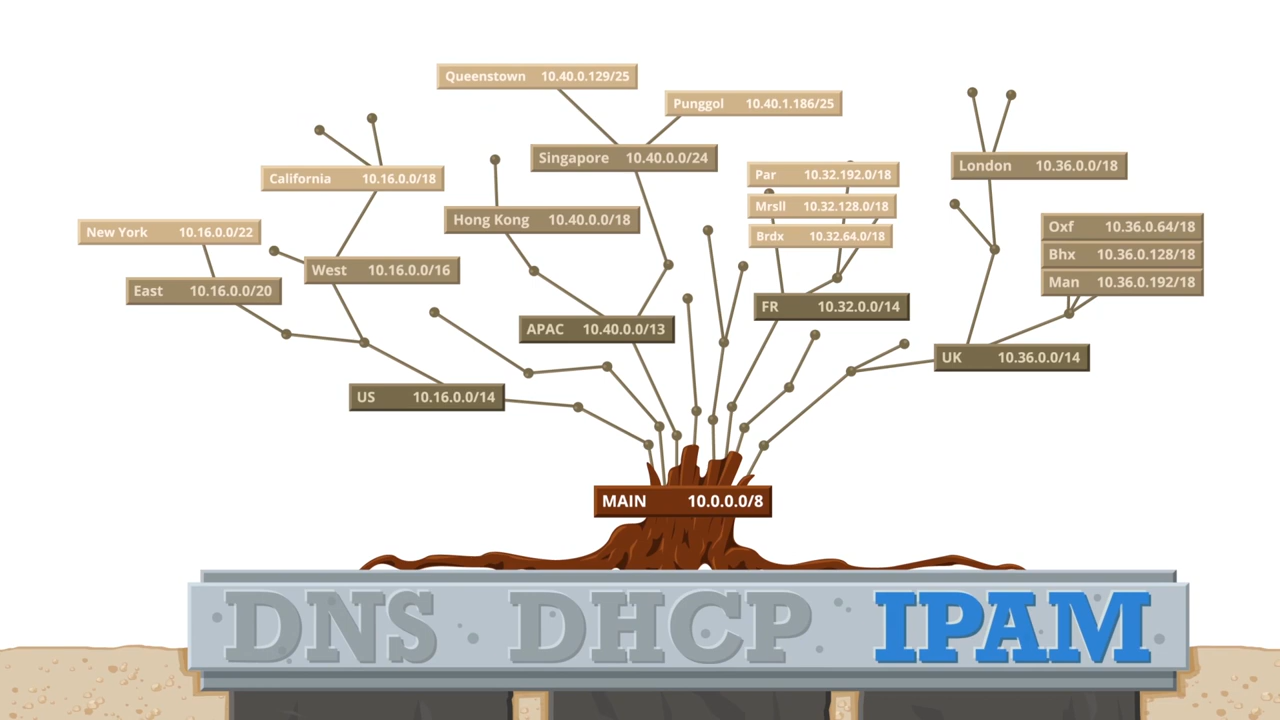 Queenstown 10.40.0.129/25
Punggol 10.40.1.186/25
Singapore 10.40.0.0/24
London 10.36.0.0/18
California 10.16.0.0/18
Par 10.32.192.0/18
Mrsll 10.32.128.0/18
Brdx 10.32.64.0/18
Hong Kong 10.40.0.0/18
New York 10.16.0.0/22
Oxf 10.36.0.64/18
Bhx 10.36.0.128/18
Man 10.36.0.192/18
West 10.16.0.0/16
East 10.16.0.0/20
FR 10.32.0.0/14
APAC 10.40.0.0/13
UK 10.36.0.0/14
US 10.16.0.0/14
MAIN 10.0.0.0/8
DNS DHCP IPAM